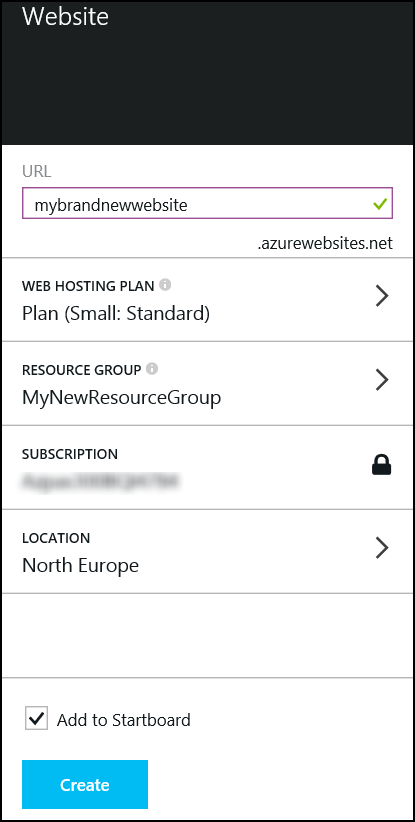 Website
URL
mybrandnewwebsite
.azurewebsites.net
WEB HOSTING PLAN
Plan (Small: Standard)
RESOURCE GROUP
MyNewResourceGroup
SUBSCRIPTION
LOCATION
North Europe
Add to Startboard
Create